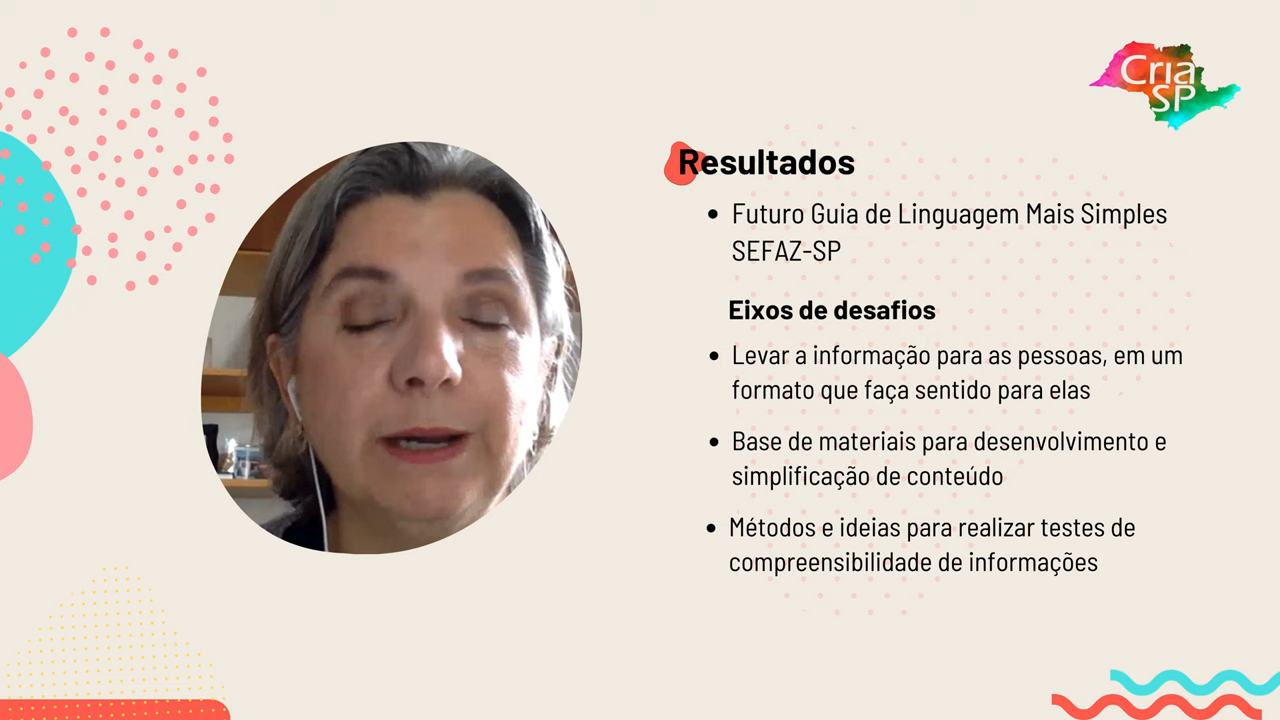 Cria
SP
Resultados
• Futuro Guia de Linguagem Mais Simples
SEFAZ-SP
Eixos de desafios
• Levar a informação para as pessoas, em um
formato que faça sentido para elas
• Base de materiais para desenvolvimento e
simplificação de conteúdo
• Métodos e ideias para realizar testes de
compreensibilidade de informações